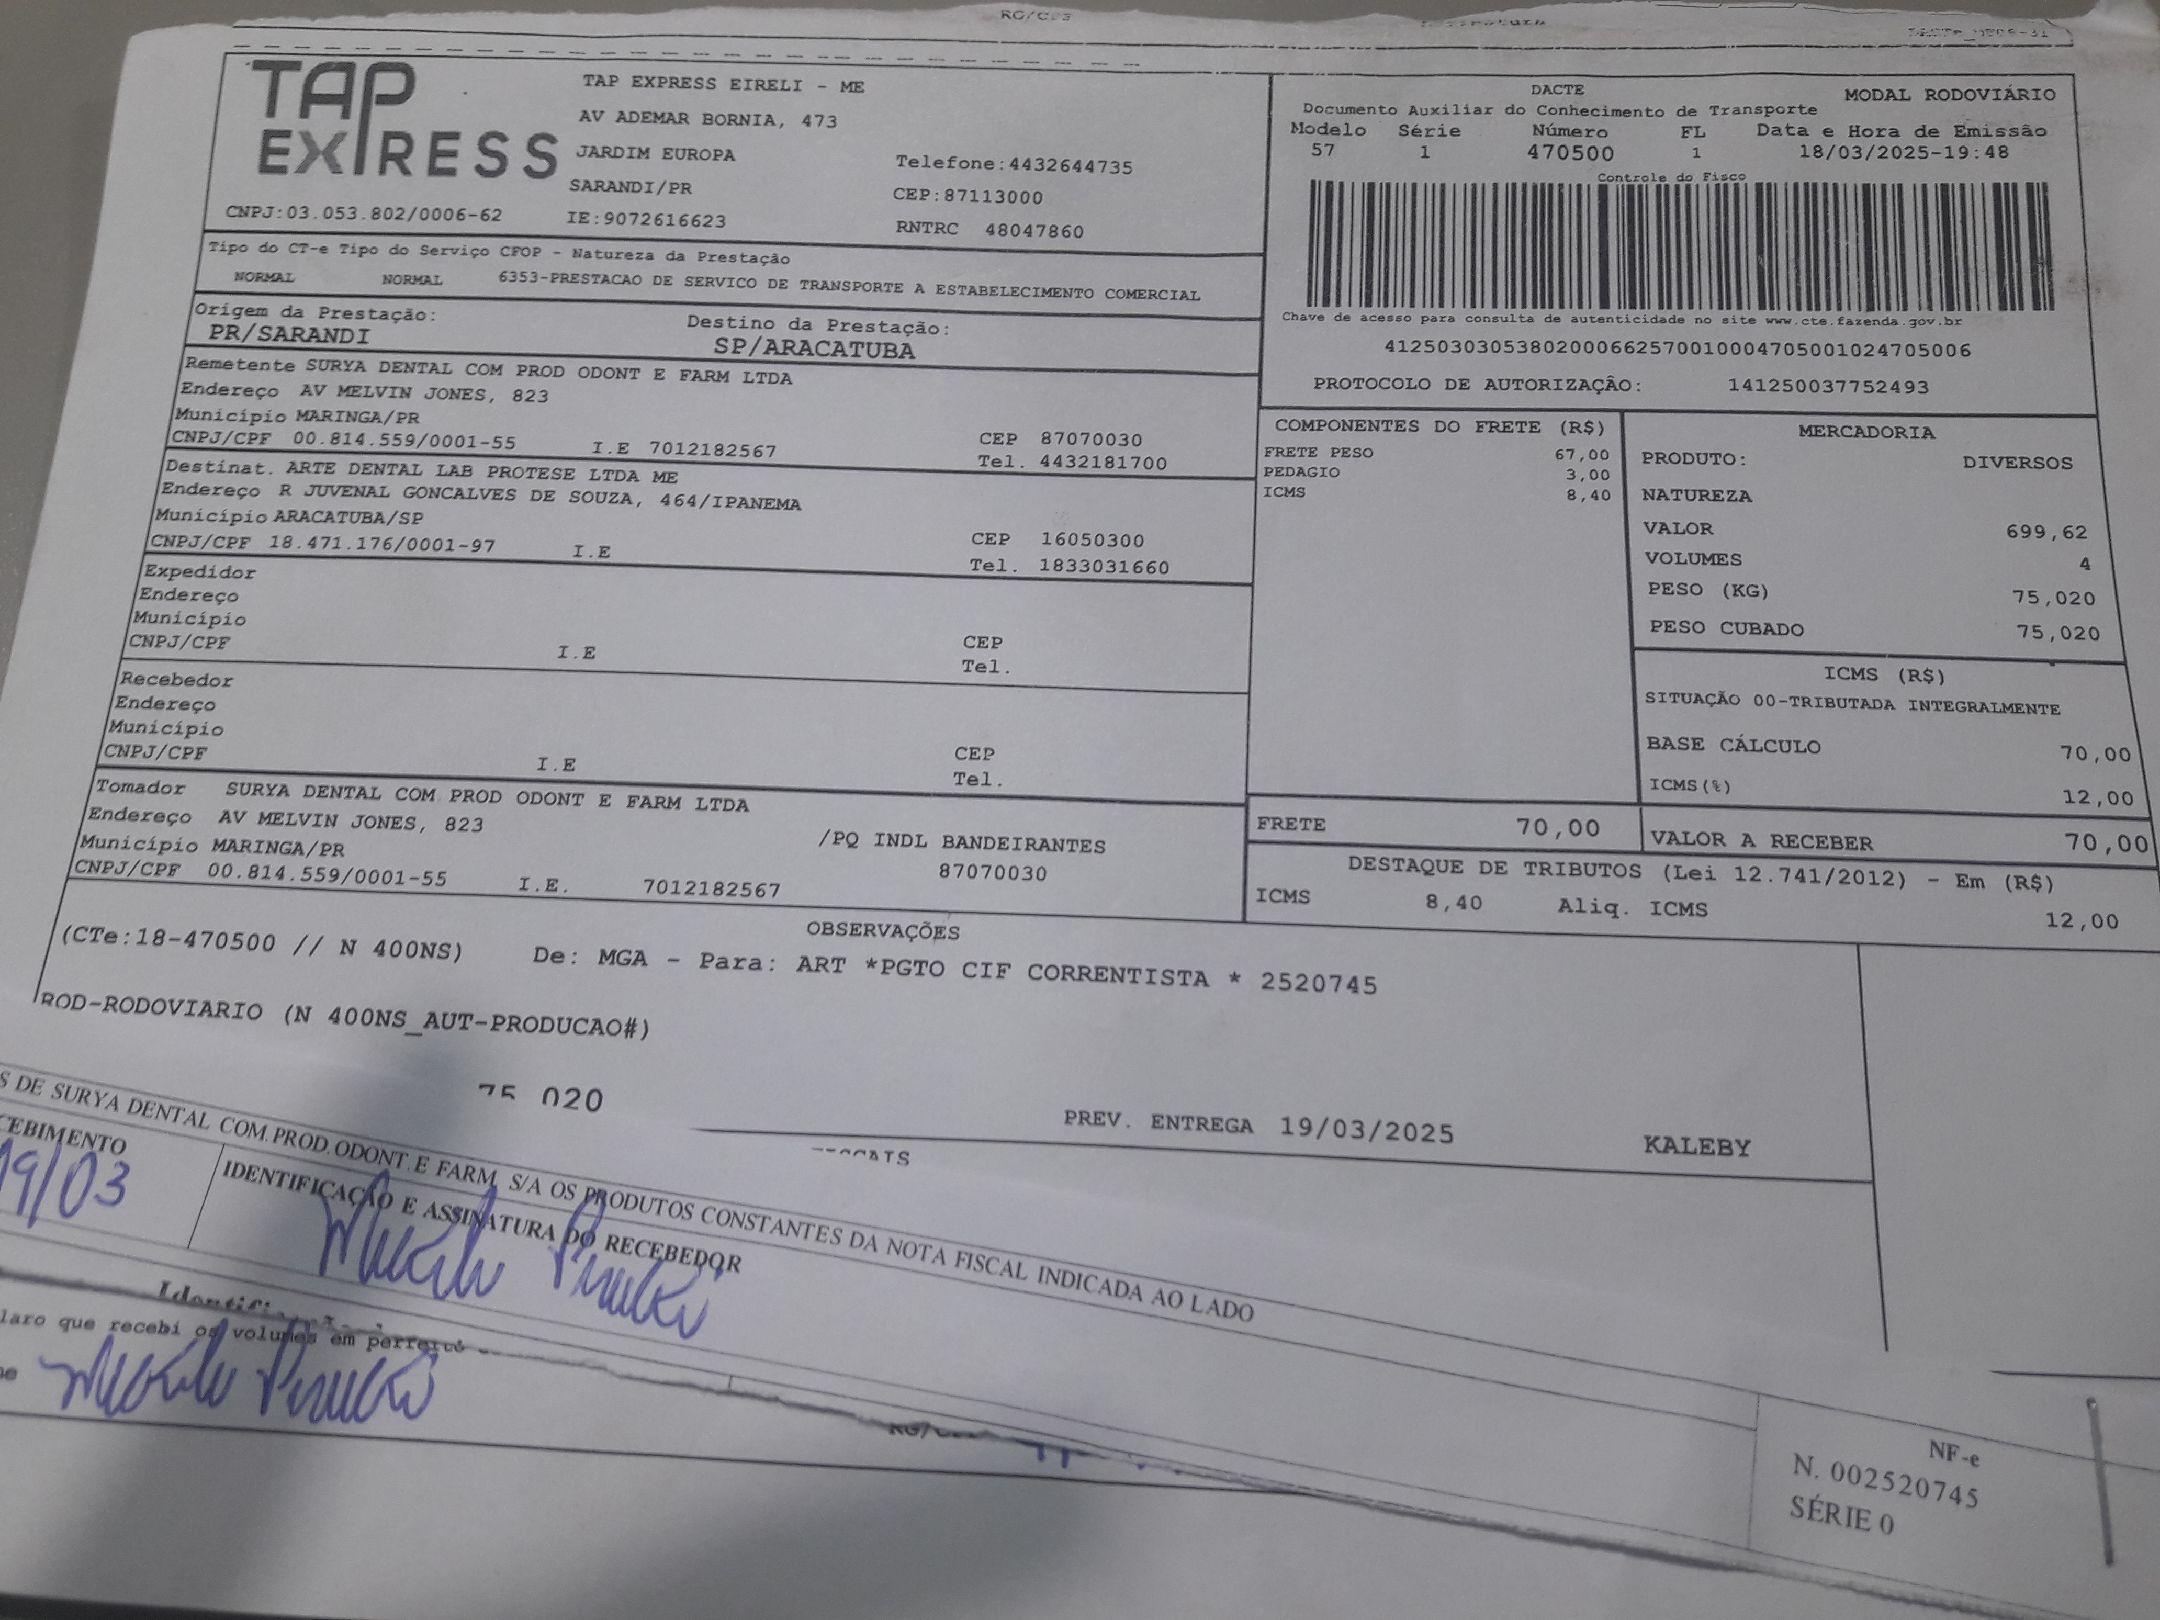 RG/CPF
TAP
EXPRESS
TAP EXPRESS EIRELI - ME
AV ADEMAR BORNIA, 473
JARDIM EUROPA
Telefone:4432644735
SARANDI/PR
CEP:87113000
CNPJ:03.053.802/0006-62
IE:9072616623
RNTRC 48047860
DACTE
MODAL RODOVIÁRIO
Documento Auxiliar do Conhecimento de Transporte
Modelo Série Número FL Data e Hora de Emissão
57 1 470500 1 18/03/2025-19:48
Controle do Fisco
Chave de acesso para consulta de autenticidade no site www.cte.fazenda.gov.br
41250303053802000662570010004705001024705006
PROTOCOLO DE AUTORIZAÇÃO: 141250037752493
Tipo do CT-e Tipo do Serviço CFOP - Natureza da Prestação
NORMAL NORMAL 6353-PRESTACAO DE SERVICO DE TRANSPORTE A ESTABELECIMENTO COMERCIAL
Origem da Prestação: Destino da Prestação:
PR/SARANDI SP/ARACATUBA
Remetente SURYA DENTAL COM PROD ODONT E FARM LTDA
Endereço AV MELVIN JONES, 823
Município MARINGA/PR
CEP 87070030
CNPJ/CPF 00.814.559/0001-55 I.E 7012182567
Tel. 4432181700
Destinat. ARTE DENTAL LAB PROTESE LTDA ME
Endereço R JUVENAL GONCALVES DE SOUZA, 464/IPANEMA
Município ARACATUBA/SP
CEP 16050300
CNPJ/CPF 18.471.176/0001-97 I.E
Tel. 1833031660
Expedidor
Endereço
Município
CEP
CNPJ/CPF I.E
Tel.
Recebedor
Endereço
Município
CEP
CNPJ/CPF I.E
Tel.
Tomador SURYA DENTAL COM PROD ODONT E FARM LTDA
Endereço AV MELVIN JONES, 823
/PQ INDL BANDEIRANTES
Município MARINGA/PR
87070030
CNPJ/CPF 00.814.559/0001-55 I.E. 7012182567
COMPONENTES DO FRETE (R$)
FRETE PESO 67,00
PEDAGIO 3,00
ICMS 8,40
MERCADORIA
PRODUTO: DIVERSOS
NATUREZA
VALOR 699,62
VOLUMES 4
PESO (KG) 75,020
PESO CUBADO 75,020
ICMS (R$)
SITUAÇÃO 00-TRIBUTADA INTEGRALMENTE
BASE CÁLCULO 70,00
ICMS(%) 12,00
FRETE 70,00
VALOR A RECEBER 70,00
DESTAQUE DE TRIBUTOS (Lei 12.741/2012) - Em (R$)
ICMS 8,40 Aliq. ICMS 12,00
OBSERVAÇÕES
(CTe:18-470500 // N 400NS) De: MGA - Para: ART *PGTO CIF CORRENTISTA * 2520745
ROD-RODOVIARIO (N 400NS_AUT-PRODUCAO#)
75,020
PREV. ENTREGA 19/03/2025
KALEBY
S DE SURYA DENTAL COM.PROD.ODONT.E FARM. S/A OS PRODUTOS CONSTANTES DA NOTA FISCAL INDICADA AO LADO
CEBIMENTO
19/03
IDENTIFICAÇÃO E ASSINATURA DO RECEBEDOR
laro que recebi os volumes em perfeito
NF-e
N. 002520745
SÉRIE 0